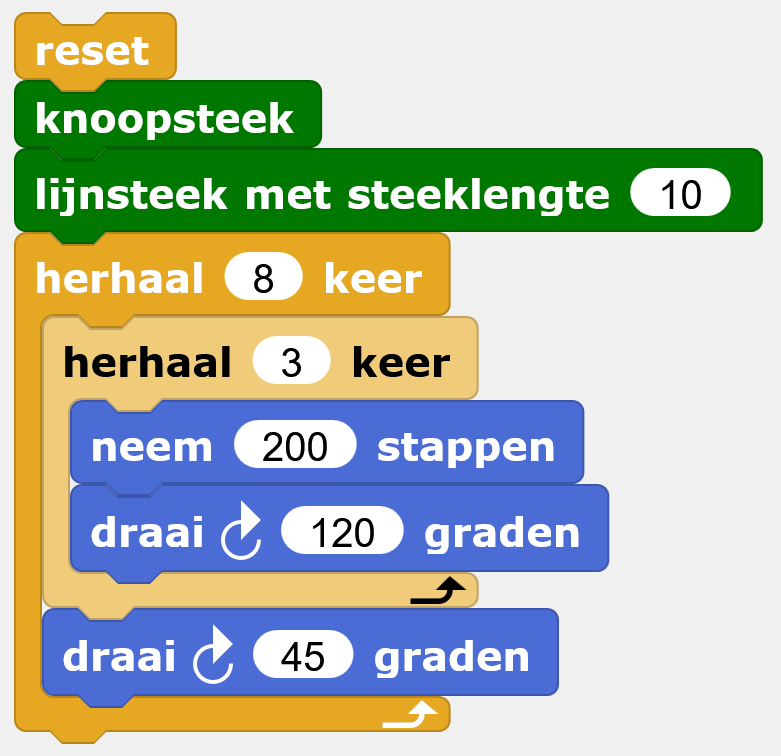 reset
knoopsteek
lijnsteek met steeklengte 10
herhaal 8 keer
herhaal 3 keer
neem 200 stappen
draai 120 graden
draai 45 graden